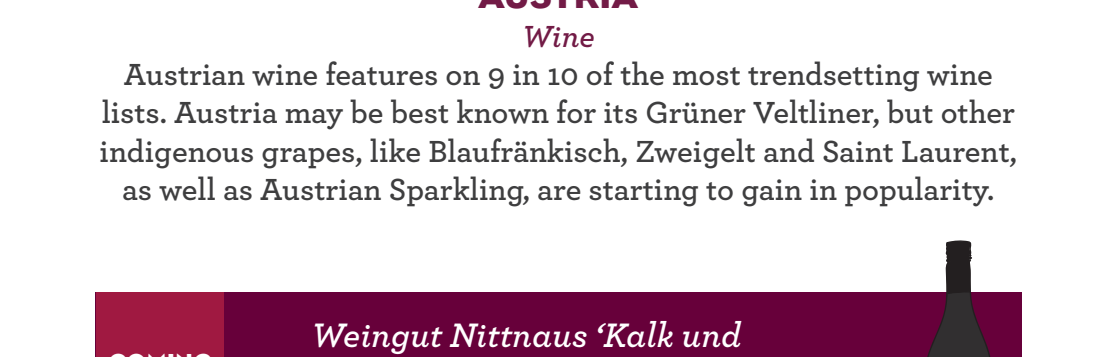 AUSTRIA
Wine
Austrian wine features on 9 in 10 of the most trendsetting wine
lists. Austria may be best known for its Grüner Veltliner, but other
indigenous grapes, like Blaufränkisch, Zweigelt and Saint Laurent,
as well as Austrian Sparkling, are starting to gain in popularity.
Weingut Nittnaus ‘Kalk und
COMING